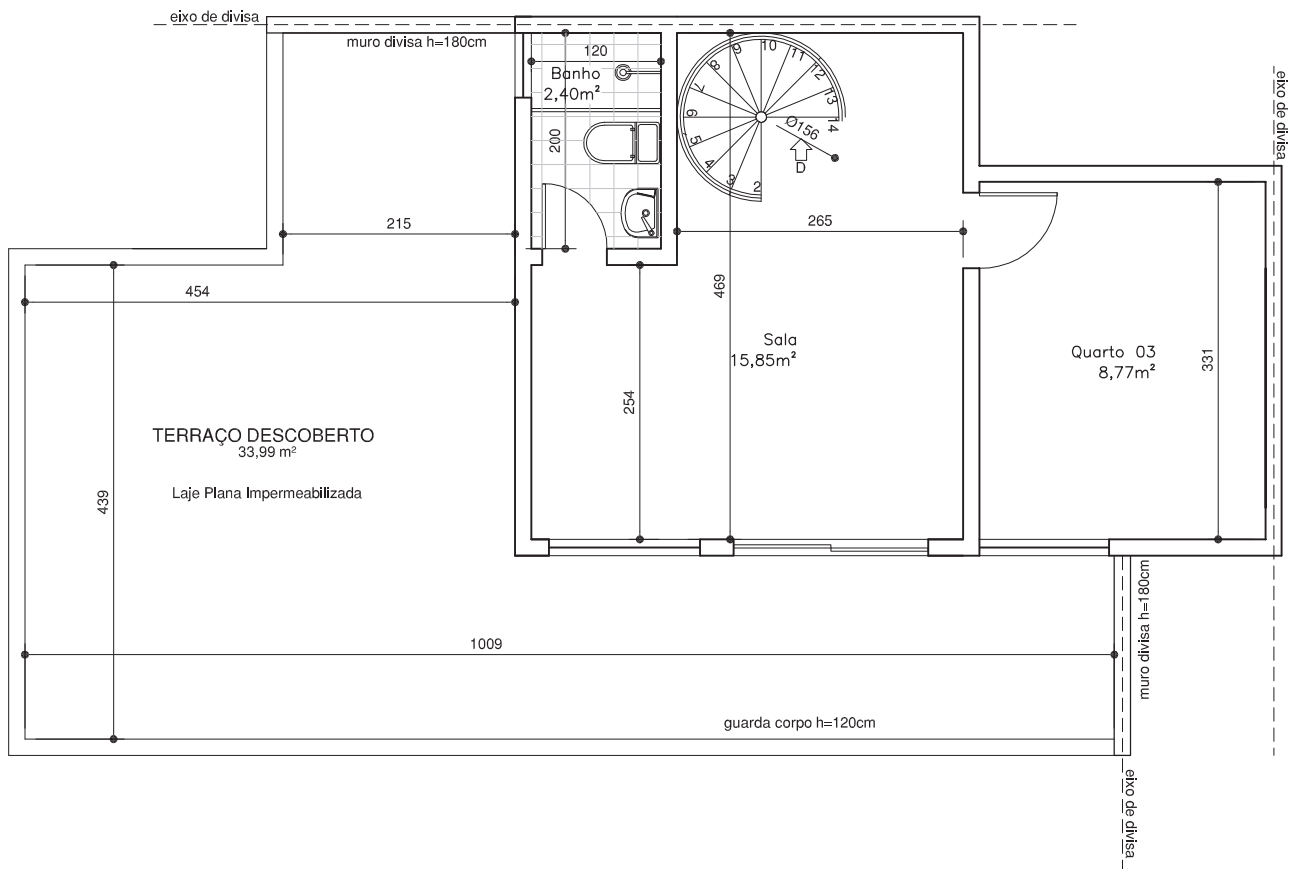 eixo de divisa
muro divisa h=180cm
120
Banho
2,40m²
200
2
3
4
5
6
7
8
9
10
11
12
13
14
Ø156
D
eixo de divisa
215
265
454
469
Sala
15,85m²
Quarto 03
8,77m²
331
254
TERRAÇO DESCOBERTO
33,99 m²
Laje Plana Impermeabilizada
439
1009
muro divisa h=180cm
guarda corpo h=120cm
eixo de divisa